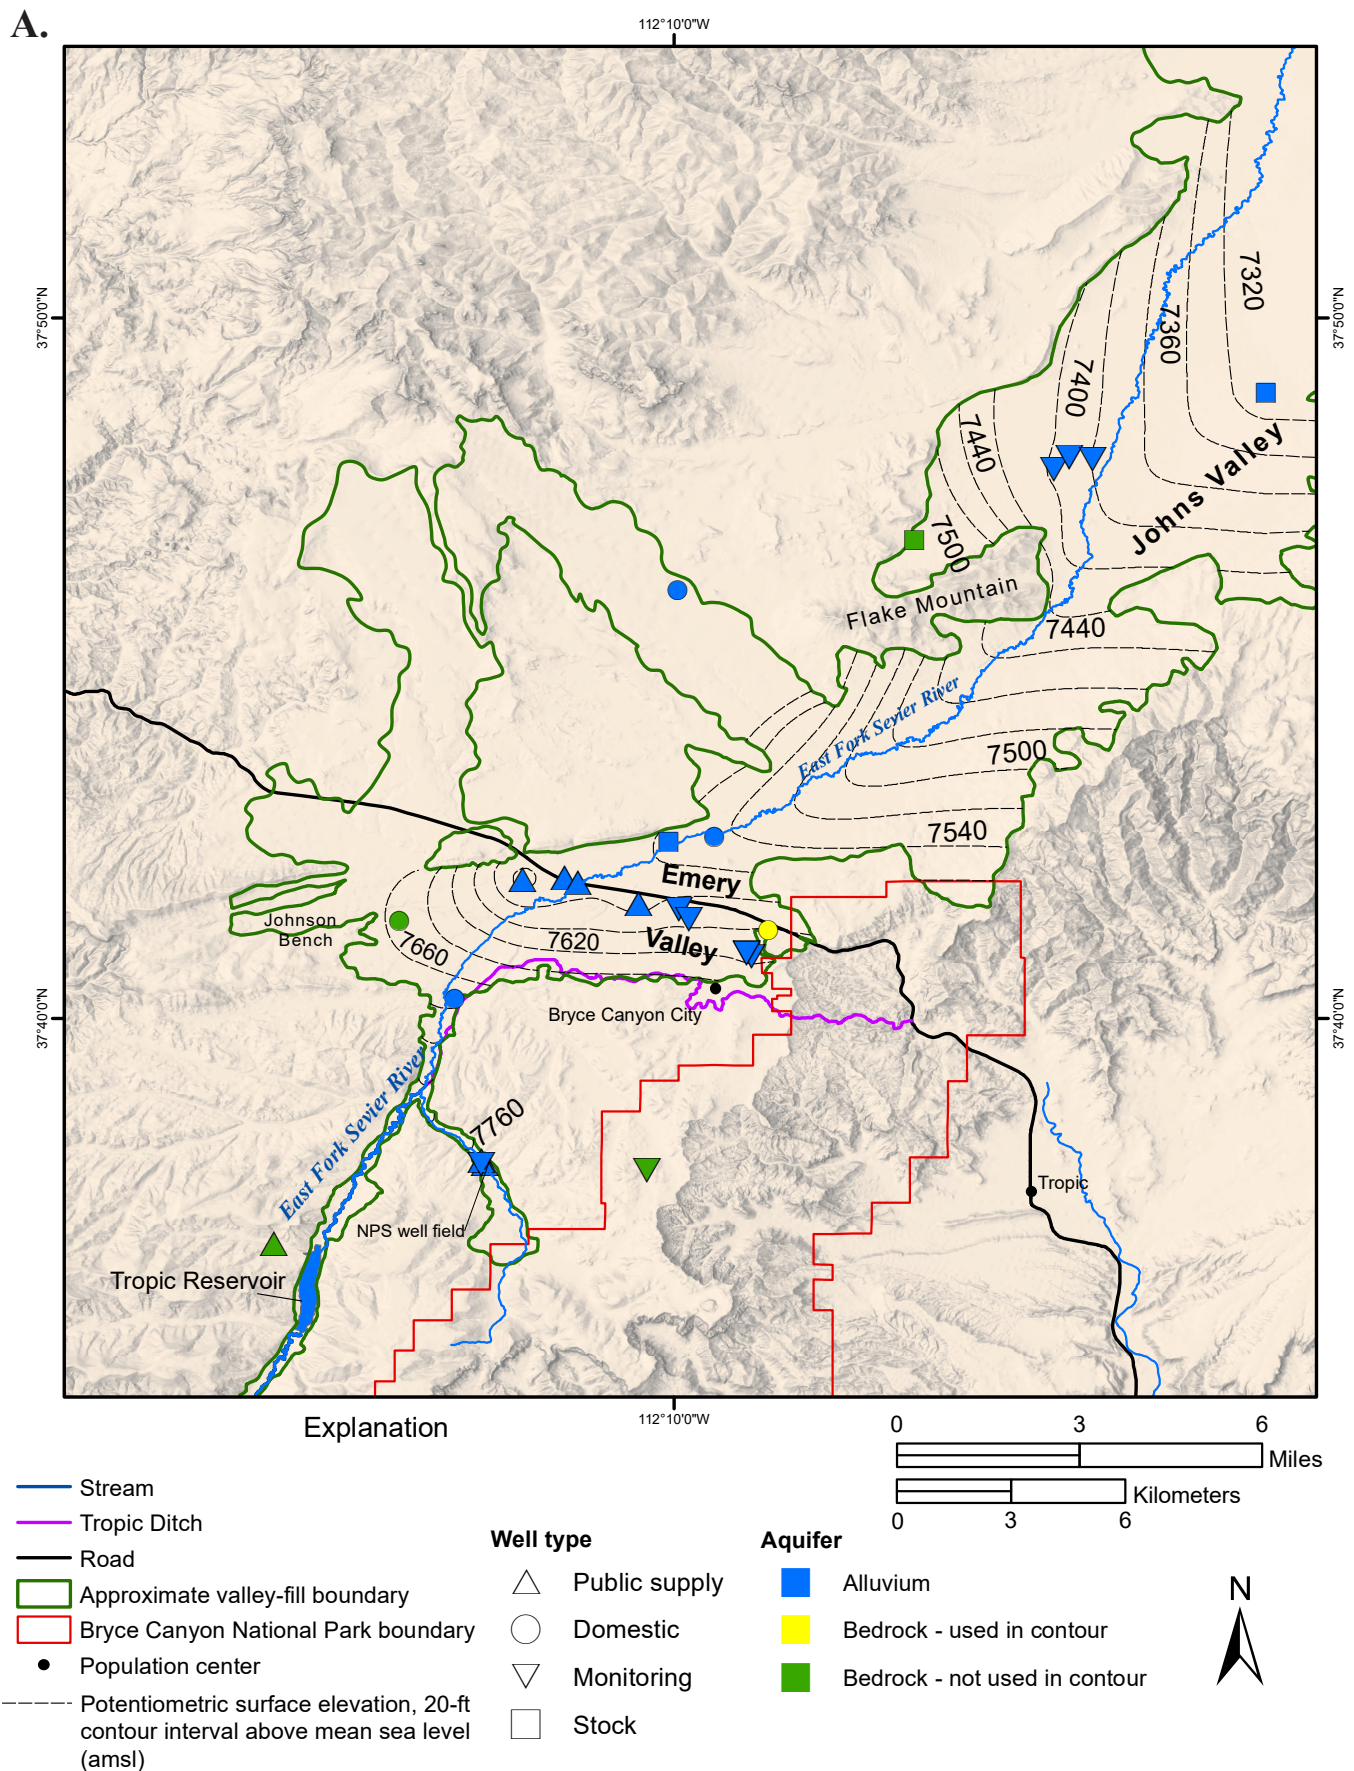 A.
112°10'0"W
37°50'0"N
37°50'0"N
7320
7360
7400
7440
Johns Valley
7500
Flake Mountain
7440
East Fork Sevier River
7500
7540
Emery
Johnson
Bench
7660
7620
Valley
Bryce Canyon City
37°40'0"N
37°40'0"N
East Fork Sevier River
7760
Tropic
NPS well field
Tropic Reservoir
112°10'0"W
Explanation
0 3 6
Miles
Kilometers
0 3 6
Stream
Tropic Ditch
Road
Approximate valley-fill boundary
Bryce Canyon National Park boundary
Population center
Potentiometric surface elevation, 20-ft
contour interval above mean sea level
(amsl)
Well type
Public supply
Domestic
Monitoring
Stock
Aquifer
Alluvium
Bedrock - used in contour
Bedrock - not used in contour
N